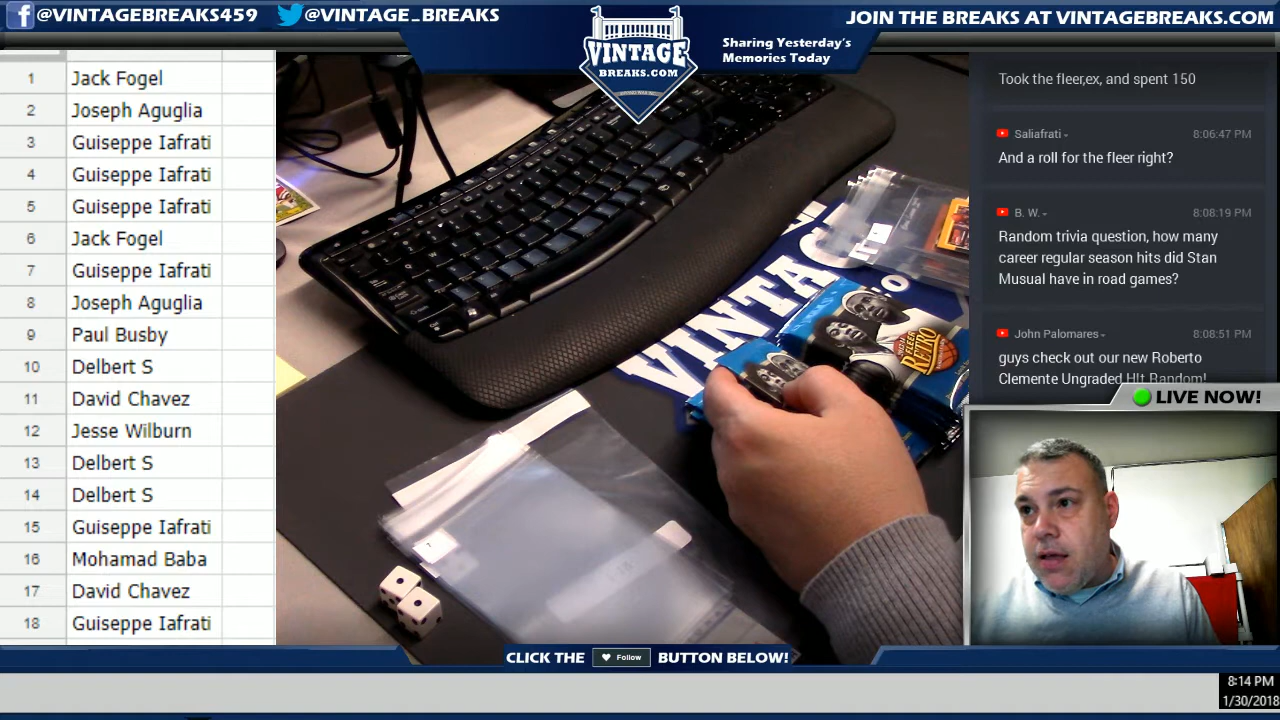 @VINTAGEBREAKS459
@VINTAGE_BREAKS
VINTAGE
BREAKS.COM
Sharing Yesterday's
Memories Today
JOIN THE BREAKS AT VINTAGEBREAKS.COM
1 Jack Fogel
2 Joseph Aguglia
3 Guiseppe Iafrati
4 Guiseppe Iafrati
5 Guiseppe Iafrati
6 Jack Fogel
7 Guiseppe Iafrati
8 Joseph Aguglia
9 Paul Busby
10 Delbert S
11 David Chavez
12 Jesse Wilburn
13 Delbert S
14 Delbert S
15 Guiseppe Iafrati
16 Mohamad Baba
17 David Chavez
18 Guiseppe Iafrati
VINTA
FLEER
RETRO
Took the fleer,ex, and spent 150
Saliafrati 8:06:47 PM
And a roll for the fleer right?
B. W. 8:08:19 PM
Random trivia question, how many
career regular season hits did Stan
Musual have in road games?
John Palomares 8:08:51 PM
guys check out our new Roberto
Clemente Ungraded HIt Random!
LIVE NOW!
CLICK THE Follow BUTTON BELOW!
8:14 PM
1/30/2018